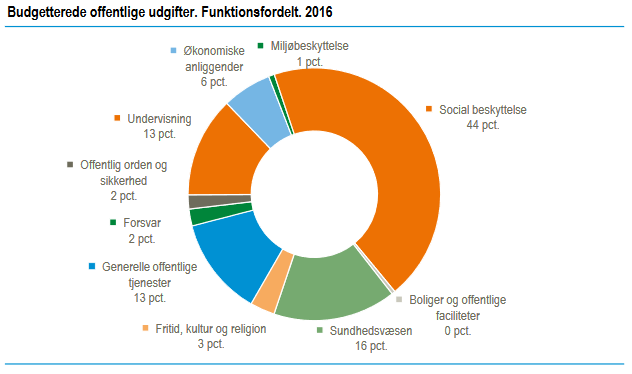 Budgetterede offentlige udgifter. Funktionsfordelt. 2016
Miljøbeskyttelse
1 pct.
Økonomiske
anliggender
6 pct.
Social beskyttelse
44 pct.
Undervisning
13 pct.
Offentlig orden og
sikkerhed
2 pct.
Forsvar
2 pct.
Generelle offentlige
tjenester
13 pct.
Boliger og offentlige
faciliteter
0 pct.
Fritid, kultur og religion
3 pct.
Sundhedsvæsen
16 pct.